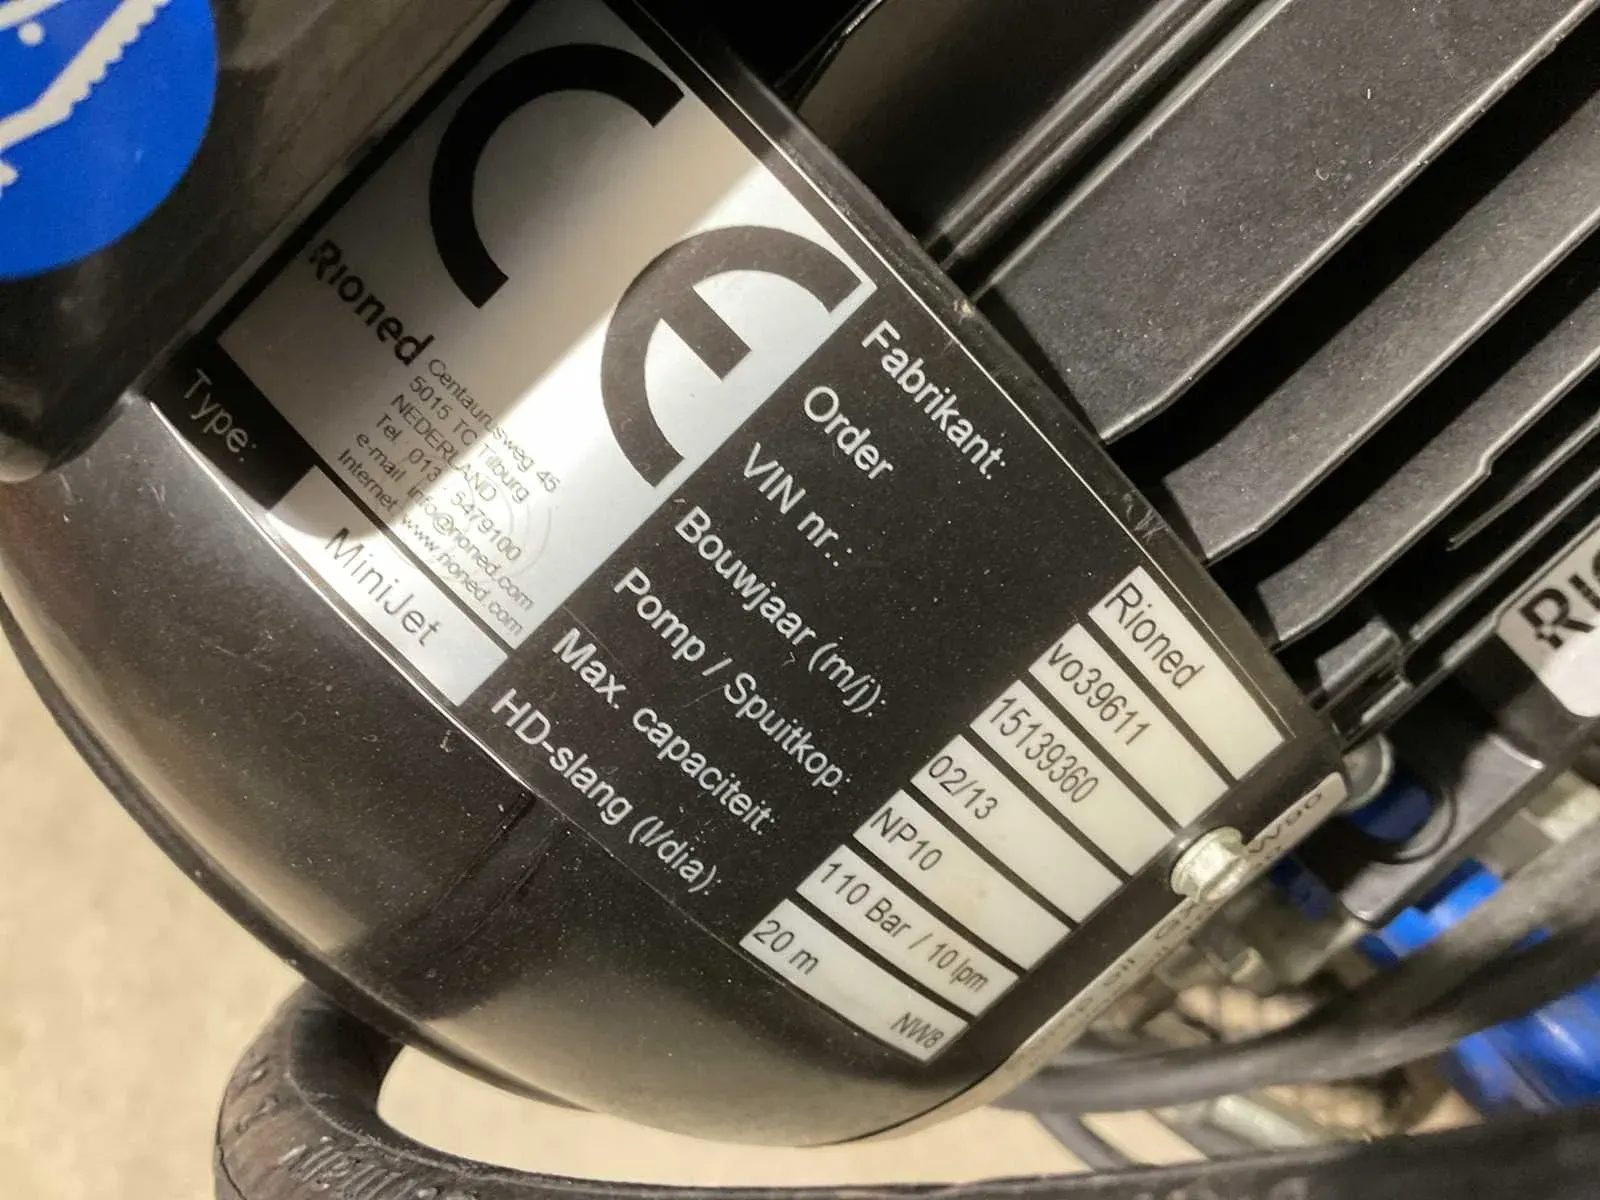 CE
Rioned
Centaurusweg 45
5015 TC Tilburg
NEDERLAND
Tel : 013 - 5479100
e-mail info@rioned.com
Internet www.rioned.com
Type: MiniJet
Fabrikant: Rioned
Order vo39611
VIN nr.: 15139360
Bouwjaar (m/j): 02/13
Pomp / Spuitkop: NP10
Max. capaciteit: 110 Bar / 10 lpm
HD-slang (l/dia): 20 m NW8